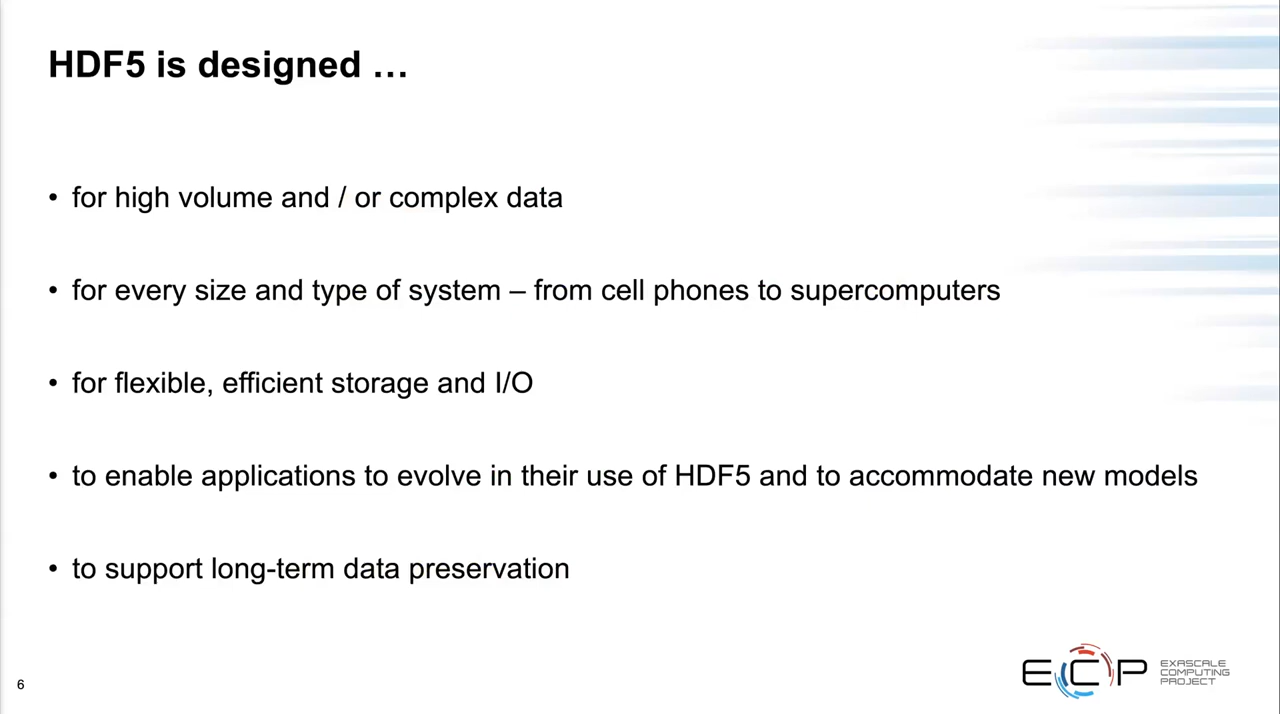 HDF5 is designed …
• for high volume and / or complex data
• for every size and type of system – from cell phones to supercomputers
• for flexible, efficient storage and I/O
• to enable applications to evolve in their use of HDF5 and to accommodate new models
• to support long-term data preservation
6
ECP
EXASCALE
COMPUTING
PROJECT